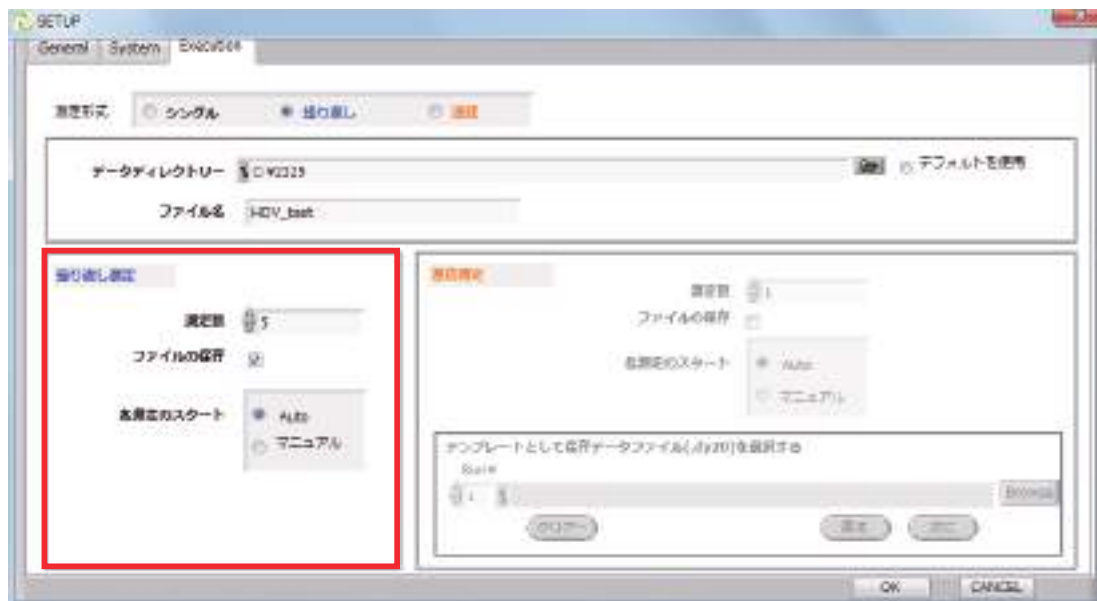 SETUP
General System Execution
測定形式 シングル 繰り返し 連続
データディレクトリー C:¥2325
デフォルトを使用
ファイル名 HDV_test
繰り返し測定
測定数 5
ファイルの保存
各測定のスタート Auto
マニュアル
連続測定
測定数 1
ファイルの保存
各測定のスタート Auto
マニュアル
テンプレートとして保存データファイル
を選択する
1
Browse
クリアー
OK CANCEL